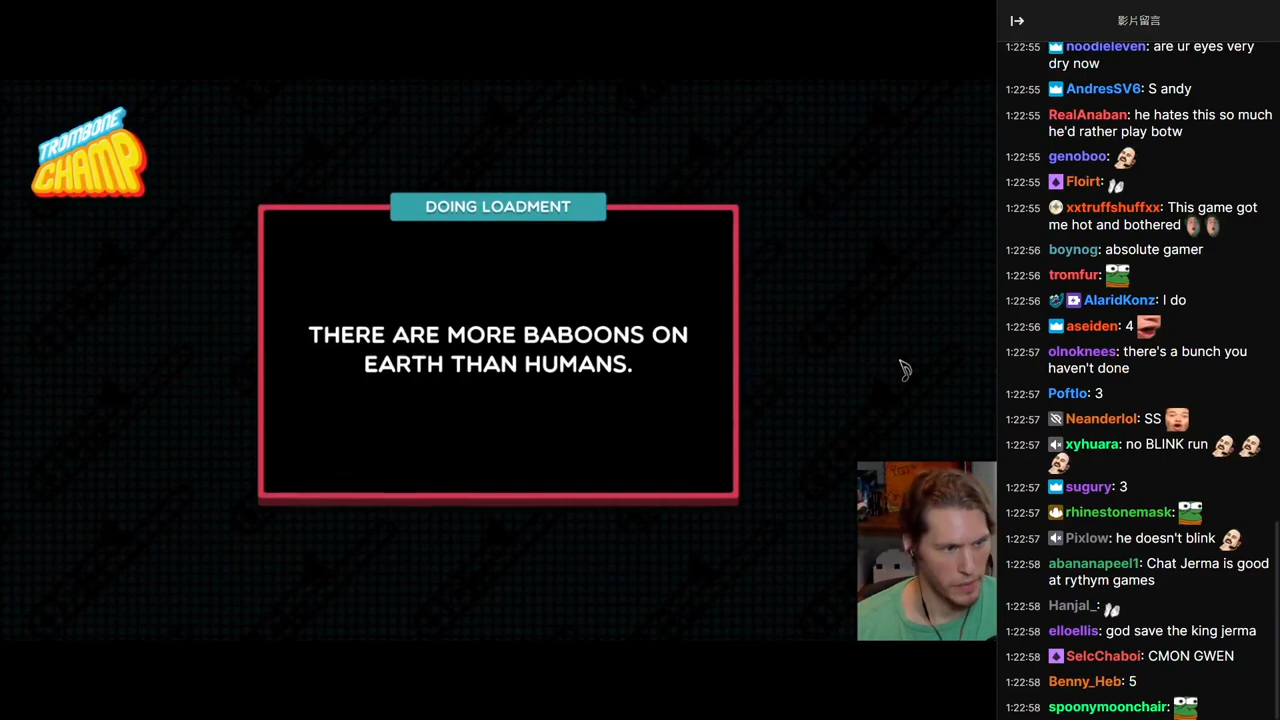 TROMBONE
CHAMP
DOING LOADMENT
THERE ARE MORE BABOONS ON
EARTH THAN HUMANS.
影片留言
1:22:55 noodieleven: are ur eyes very
dry now
1:22:55 AndresSV6: S andy
1:22:55 RealAnaban: he hates this so much
he'd rather play botw
1:22:55 genoboo:
1:22:55 Floirt:
1:22:55 xxtruffshuffxx: This game got
me hot and bothered
1:22:56 boynog: absolute gamer
1:22:56 tromfur:
1:22:56 AlaridKonz: I do
1:22:56 aseiden: 4
1:22:57 olnoknees: there's a bunch you
haven't done
1:22:57 Poftlo: 3
1:22:57 Neanderlol: SS
1:22:57 xyhuara: no BLINK run
1:22:57 sugury: 3
1:22:57 rhinestonemask:
1:22:57 Pixlow: he doesn't blink
1:22:58 abananapeel1: Chat Jerma is good
at rythym games
1:22:58 Hanjal_:
1:22:58 elloellis: god save the king jerma
1:22:58 SelcChaboi: CMON GWEN
1:22:58 Benny_Heb: 5
1:22:58 spoonymoonchair: